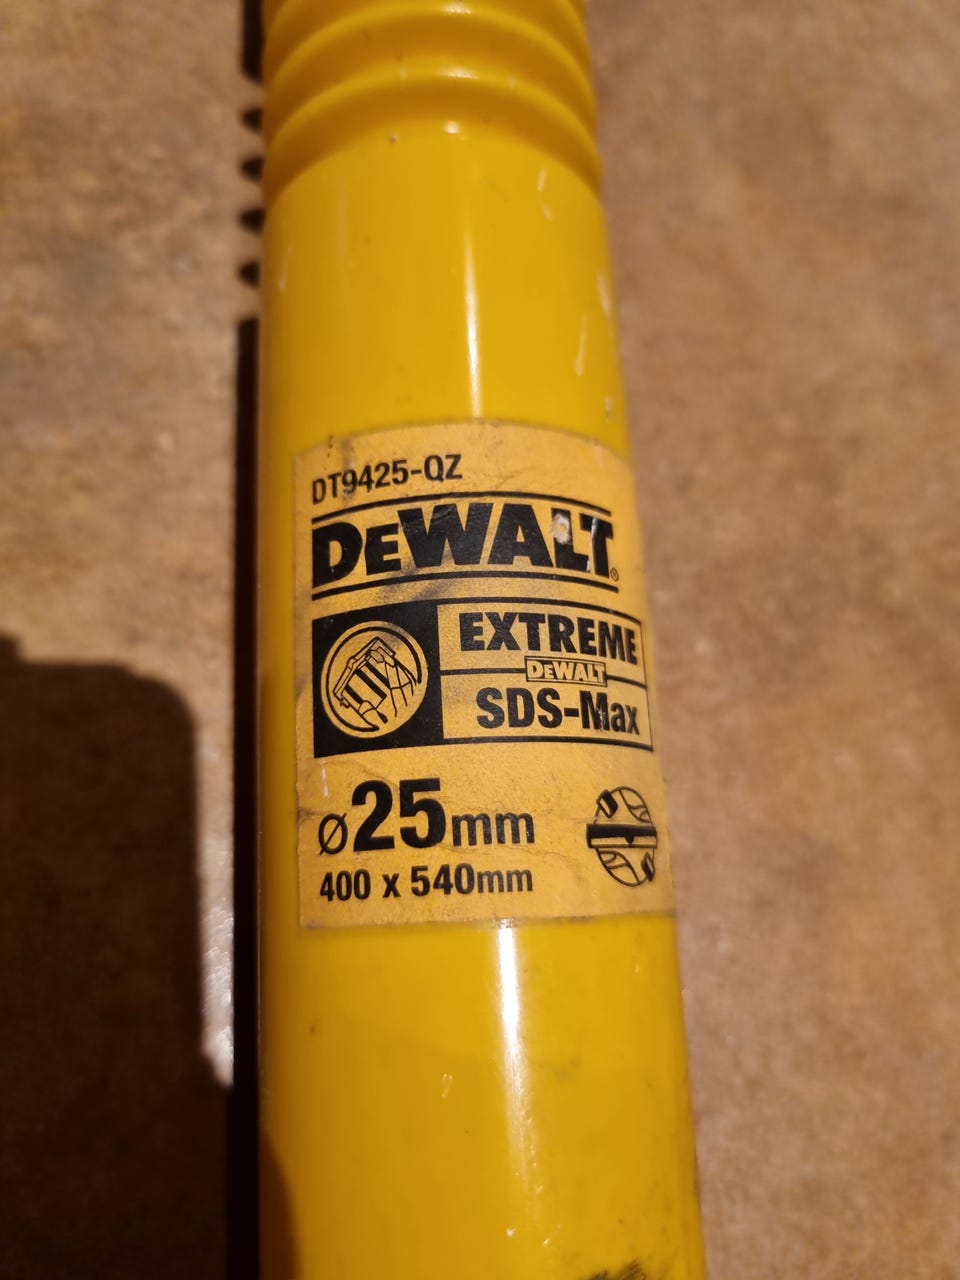 DT9425-QZ
DEWALT®
EXTREME
DEWALT
SDS-Max
ø25mm
400 x 540mm